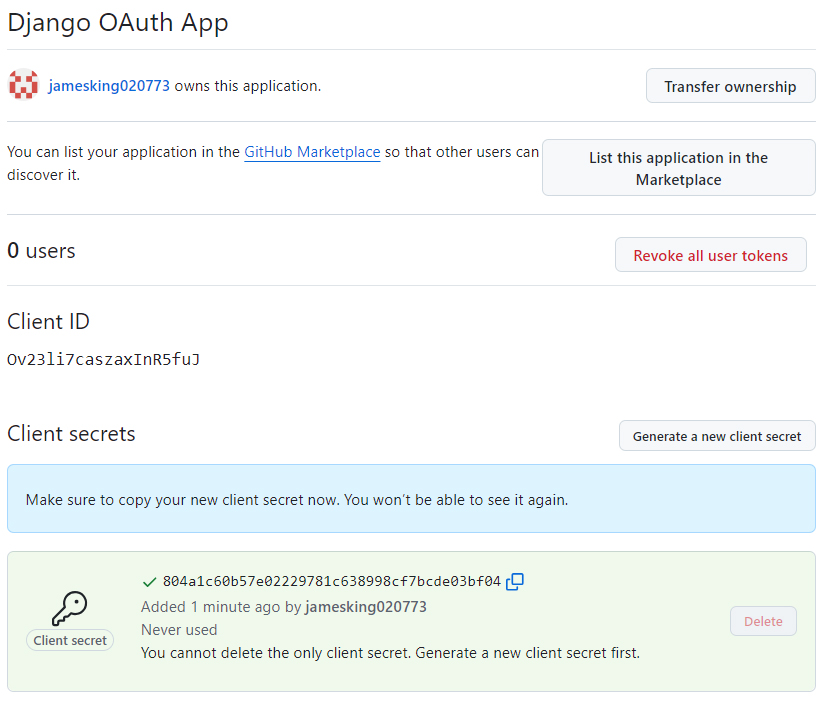 Django OAuth App
jamesking020773 owns this application.
Transfer ownership
You can list your application in the GitHub Marketplace so that other users can
discover it.
List this application in the
Marketplace
0 users
Revoke all user tokens
Client ID
Ov23li7caszaxInR5fuJ
Client secrets
Generate a new client secret
Make sure to copy your new client secret now. You won't be able to see it again.
804a1c60b57e02229781c638998cf7bcde03bf04
Added 1 minute ago by jamesking020773
Never used
You cannot delete the only client secret. Generate a new client secret first.
Client secret
Delete